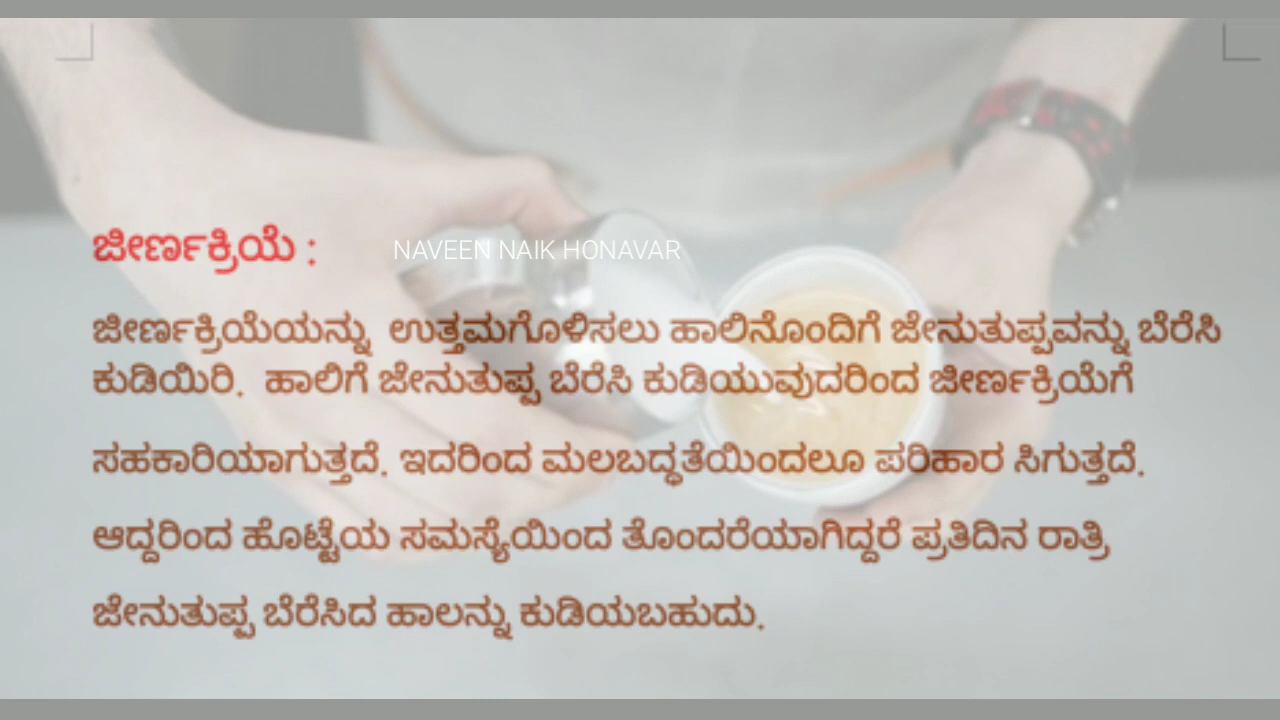 ಜೀರ್ಣಕ್ರಿಯೆ : NAVEEN NAIK HONAVAR
ಜೀರ್ಣಕ್ರಿಯೆಯನ್ನು ಉತ್ತಮಗೊಳಿಸಲು ಹಾಲಿನೊಂದಿಗೆ ಜೇನುತುಪ್ಪವನ್ನು ಬೆರೆಸಿ
ಕುಡಿಯಿರಿ. ಹಾಲಿಗೆ ಜೇನುತುಪ್ಪ ಬೆರೆಸಿ ಕುಡಿಯುವುದರಿಂದ ಜೀರ್ಣಕ್ರಿಯೆಗೆ
ಸಹಕಾರಿಯಾಗುತ್ತದೆ. ಇದರಿಂದ ಮಲಬದ್ಧತೆಯಿಂದಲೂ ಪರಿಹಾರ ಸಿಗುತ್ತದೆ.
ಆದ್ದರಿಂದ ಹೊಟ್ಟೆಯ ಸಮಸ್ಯೆಯಿಂದ ತೊಂದರೆಯಾಗಿದ್ದರೆ ಪ್ರತಿದಿನ ರಾತ್ರಿ
ಜೇನುತುಪ್ಪ ಬೆರೆಸಿದ ಹಾಲನ್ನು ಕುಡಿಯಬಹುದು.